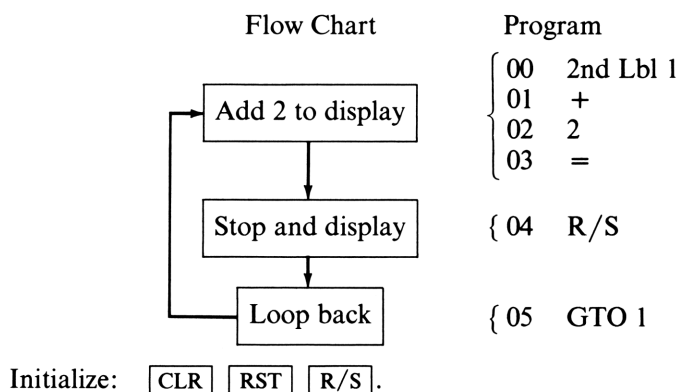 Flow Chart Program
00 2nd Lbl 1
Add 2 to display 01 +
02 2
03 =
Stop and display { 04 R/S
Loop back { 05 GTO 1
Initialize: CLR RST R/S .